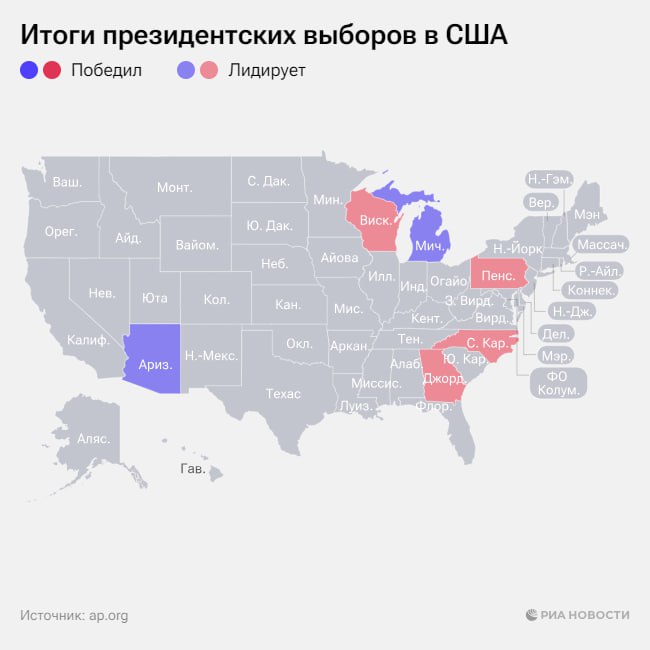 Итоги президентских выборов в США
Победил
Лидирует
Ваш.
Монт.
С. Дак.
Мин.
Н.-Гэм.
Вер.
Мэн
Орег.
Айд.
Вайом.
Ю. Дак.
Виск.
Мич.
Н.-Йорк
Массач.
Айова
Неб.
Пенс.
Р.-Айл.
Нев.
Юта
Кол.
Кан.
Илл.
Инд.
Огайо
З. Вирд.
Коннек.
Мис.
Кент.
Вирд.
Н.-Дж.
Калиф.
Ариз.
Н.-Мекс.
Окл.
Аркан.
Тен.
С. Кар.
Дел.
Мэр.
Алаб.
Ю. Кар.
Миссис.
Джорд.
ФО
Колум.
Техас
Луиз.
Флор.
Аляс.
Гав.
Источник: ap.org
РИА НОВОСТИ